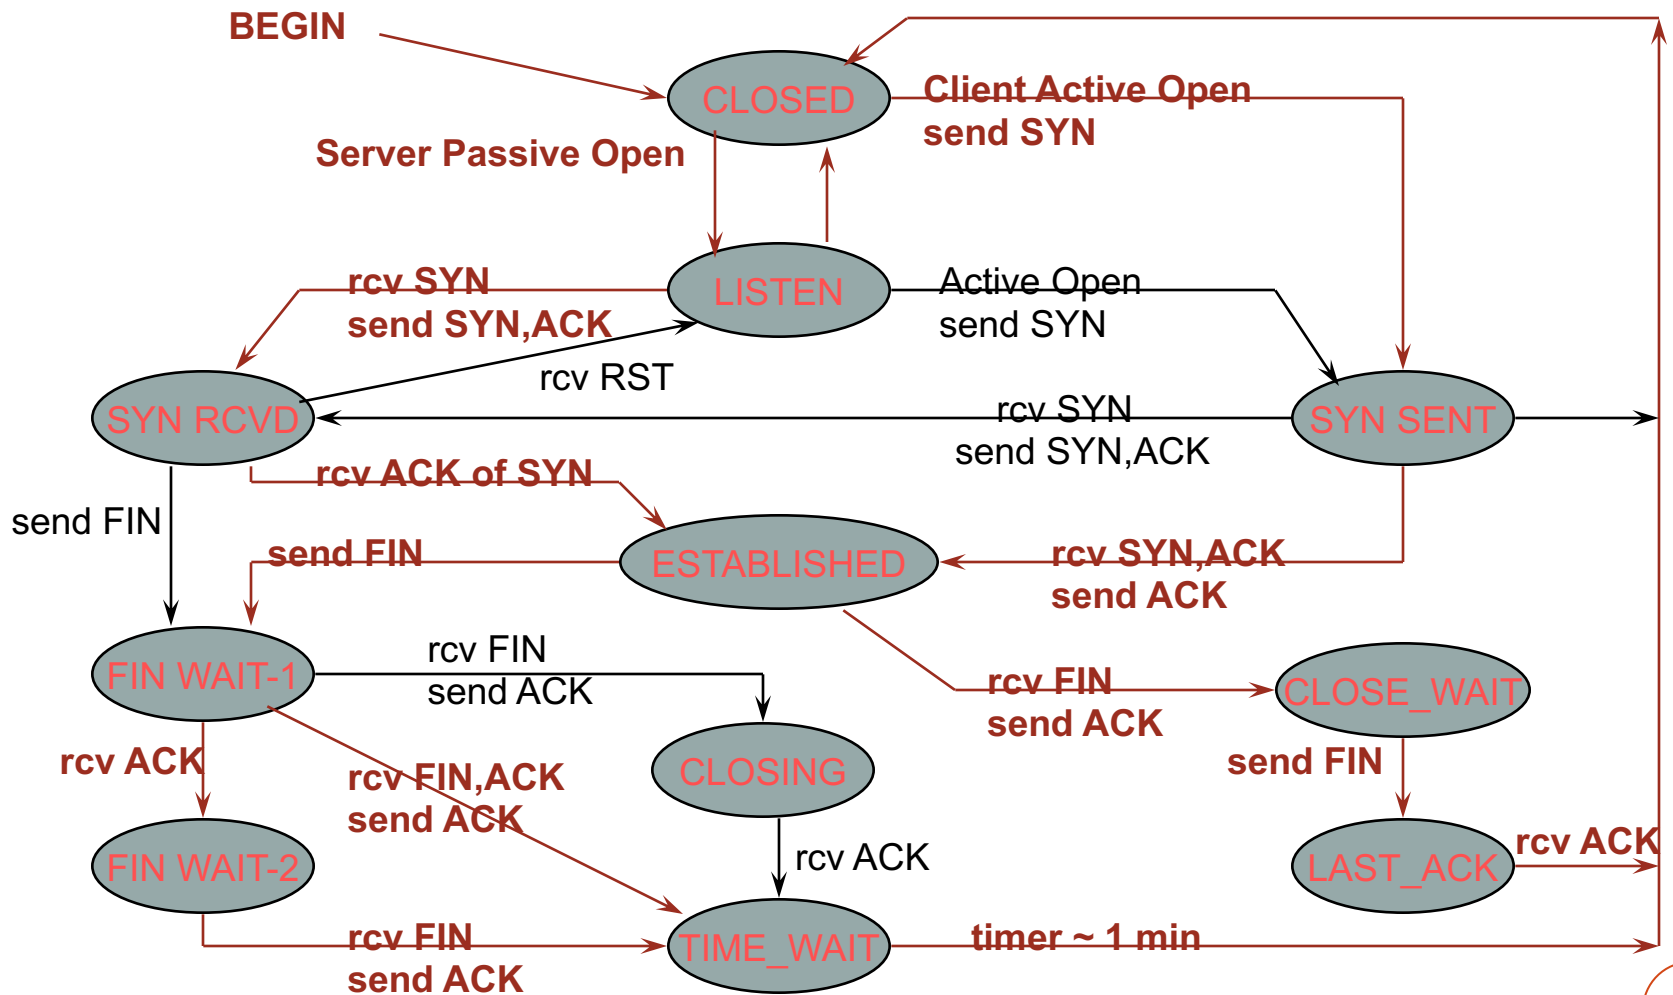 BEGIN
CLOSED
Client Active Open
send SYN
Server Passive Open
rcv SYN
send SYN,ACK
LISTEN
Active Open
send SYN
rcv RST
SYN RCVD
rcv SYN
send SYN,ACK
SYN SENT
rcv ACK of SYN
send FIN
send FIN
ESTABLISHED
rcv SYN,ACK
send ACK
FIN WAIT-1
rcv FIN
send ACK
rcv FIN
send ACK
CLOSE_WAIT
rcv ACK
rcv FIN,ACK
send ACK
CLOSING
send FIN
FIN WAIT-2
rcv ACK
LAST_ACK
rcv ACK
rcv FIN
send ACK
TIME_WAIT
timer ~ 1 min